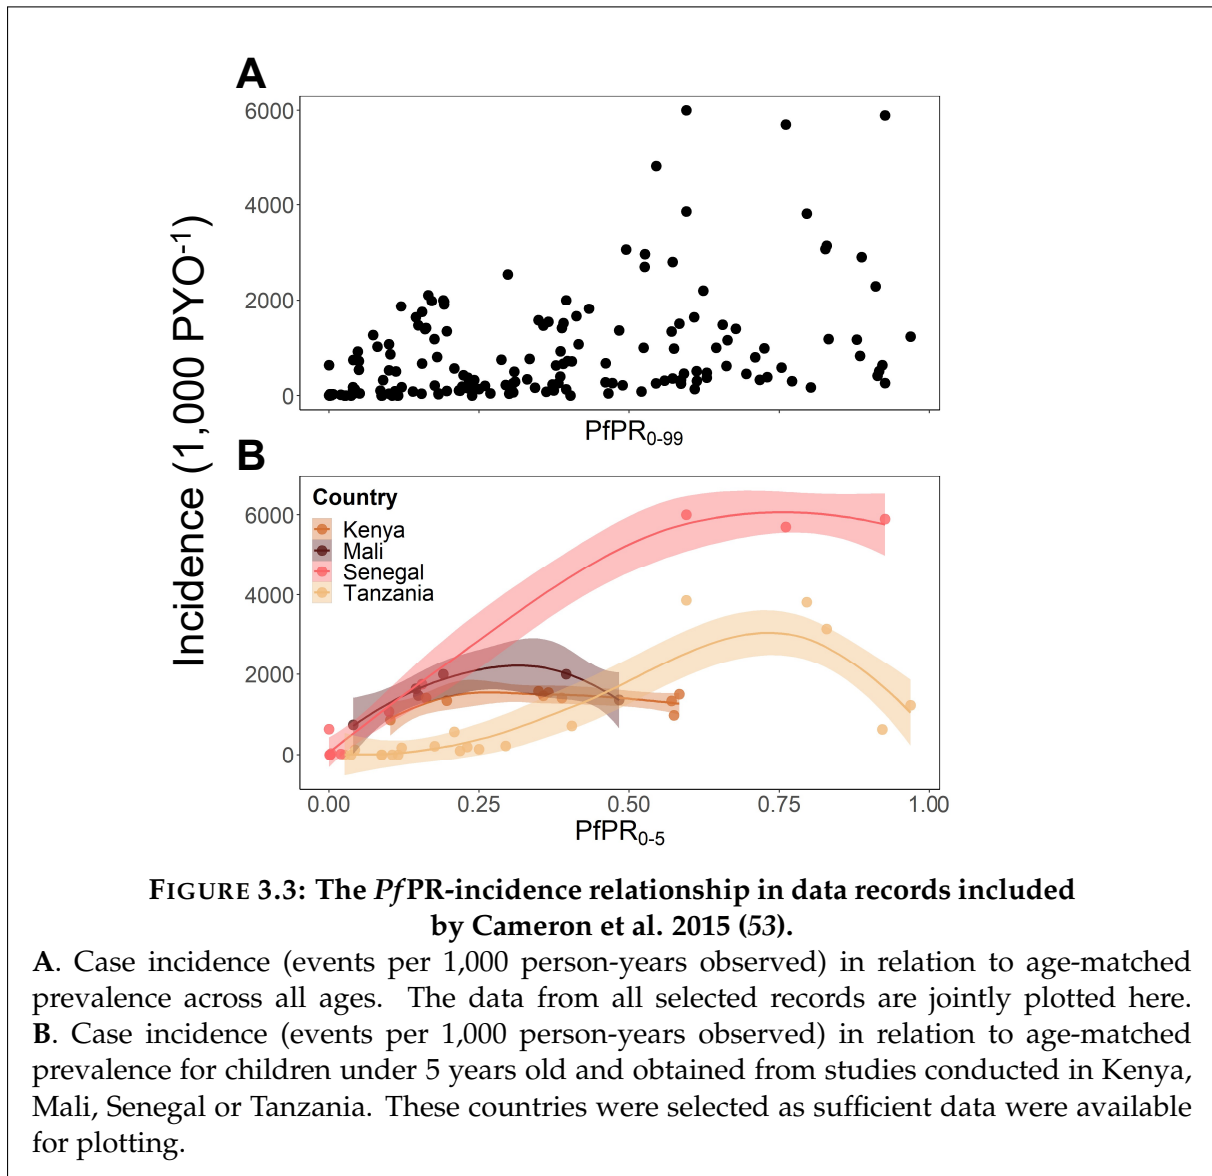 A
6000
4000
2000
0
PfPR0-99
Incidence (1,000 PYO-1)
B
Country
Kenya
Mali
Senegal
Tanzania
6000
4000
2000
0
0.00 0.25 0.50 0.75 1.00
PfPR0-5
FIGURE 3.3: The PfPR-incidence relationship in data records included
by Cameron et al. 2015 (53).
A. Case incidence (events per 1,000 person-years observed) in relation to age-matched
prevalence across all ages. The data from all selected records are jointly plotted here.
B. Case incidence (events per 1,000 person-years observed) in relation to age-matched
prevalence for children under 5 years old and obtained from studies conducted in Kenya,
Mali, Senegal or Tanzania. These countries were selected as sufficient data were available
for plotting.